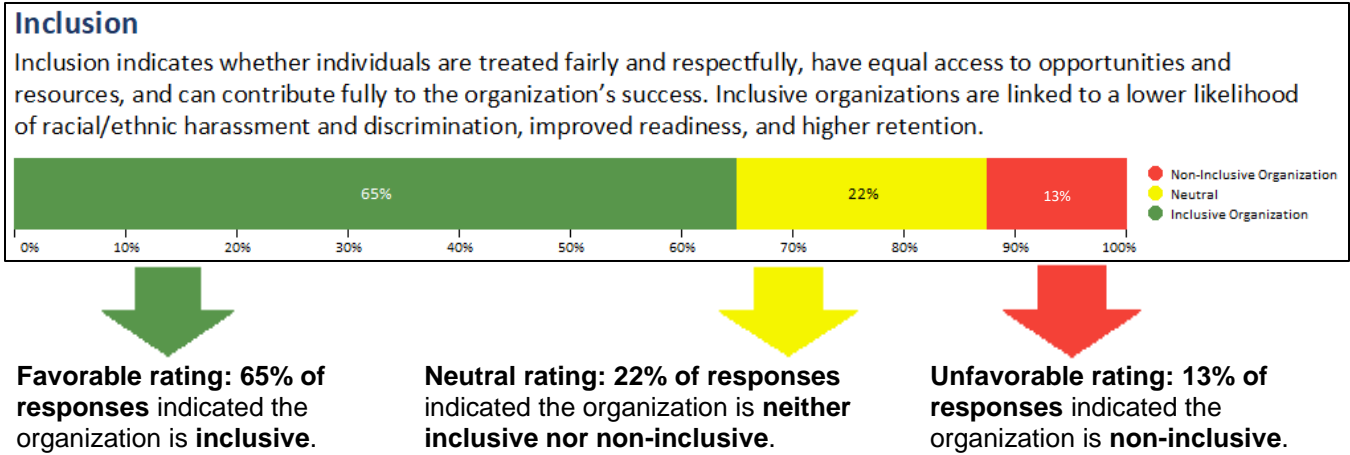 Inclusion
Inclusion indicates whether individuals are treated fairly and respectfully, have equal access to opportunities and
resources, and can contribute fully to the organization's success. Inclusive organizations are linked to a lower likelihood
of racial/ethnic harassment and discrimination, improved readiness, and higher retention.
65% 22% 13%
Non-Inclusive Organization
Neutral
Inclusive Organization
0% 10% 20% 30% 40% 50% 60% 70% 80% 90% 100%
Favorable rating: 65% of
responses indicated the
organization is inclusive.
Neutral rating: 22% of responses
indicated the organization is neither
inclusive nor non-inclusive.
Unfavorable rating: 13% of
responses indicated the
organization is non-inclusive.